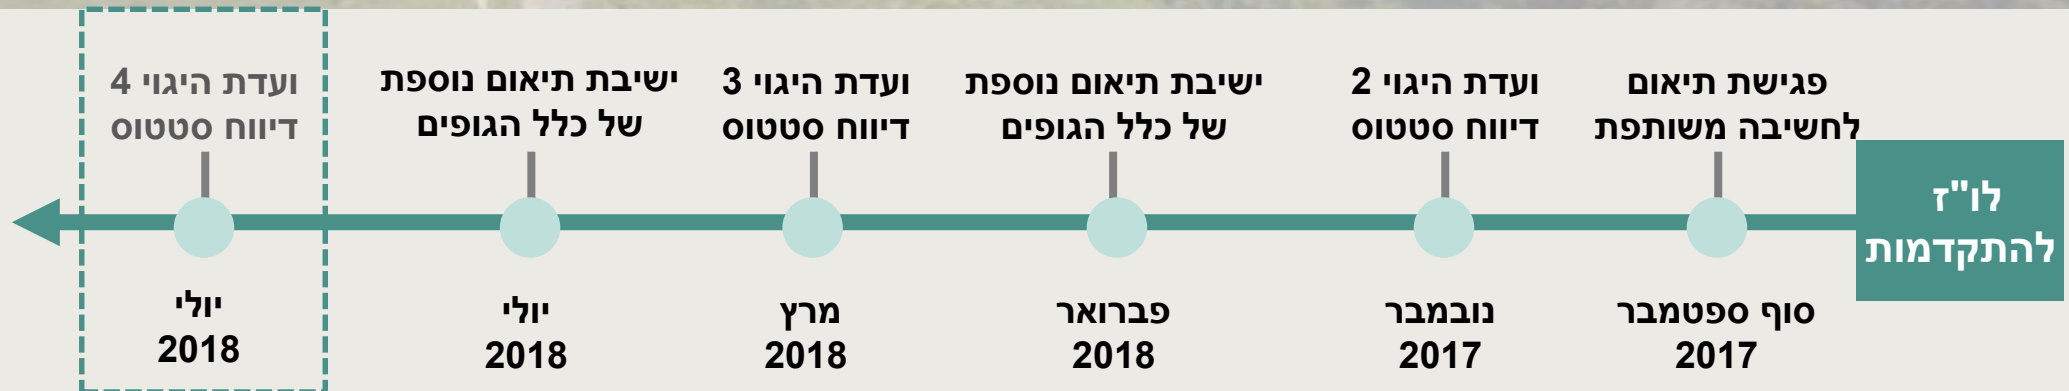 לו"ז
להתקדמות
פגישת תיאום
לחשיבה משותפת
סוף ספטמבר
2017
ועדת היגוי 2
דיווח סטטוס
נובמבר
2017
ישיבת תיאום נוספת
של כלל הגופים
פברואר
2018
ועדת היגוי 3
דיווח סטטוס
מרץ
2018
ישיבת תיאום נוספת
של כלל הגופים
יולי
2018
ועדת היגוי 4
דיווח סטטוס
יולי
2018